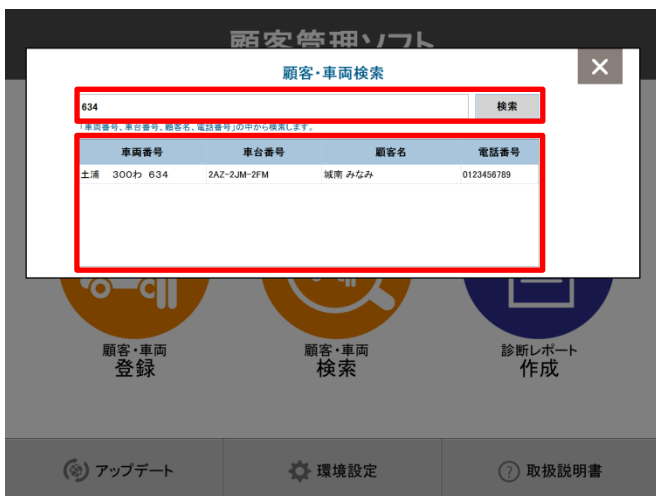 顧客管理ソフト
顧客・車両検索
634
検索
「車両番号、車台番号、顧客名、電話番号」の中から検索します。
車両番号 車台番号 顧客名 電話番号
土浦 300わ 634 2AZ-2JM-2FM 城南 みなみ 0123456789
顧客・車両
登録
顧客・車両
検索
診断レポート
作成
アップデート
環境設定
? 取扱説明書